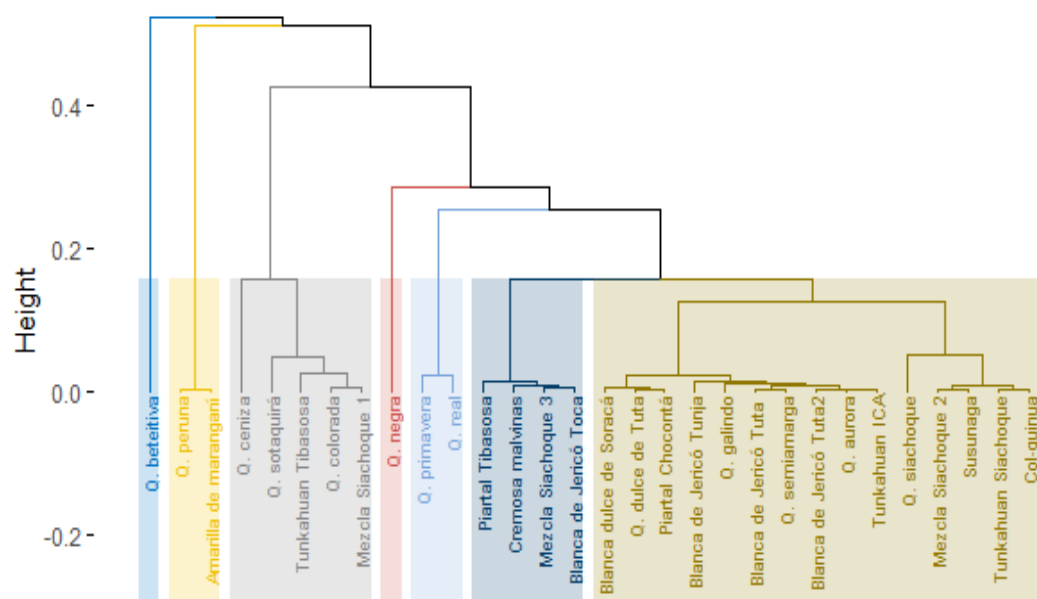 0.4
0.2
0.0
-0.2
Height
Q. beteitiva
Q. peruna
Amarilla de maranganí
Q. ceniza
Q. sotaquirá
Tunkahuan Tibasosa
Q. colorada
Mezcla Siachoque 1
Q. negra
Q. primavera
Q. real
Piartal Tibasosa
Cremosa malvinas
Mezcla Siachoque 3
Blanca de Jericó Toca
Blanca dulce de Soracá
Q. dulce de Tuta
Piartal Chocontá
Blanca de Jericó Tunja
Q. galindo
Blanca de Jericó Tuta
Q. semiamarga
Blanca de Jericó Tuta2
Q. aurora
Tunkahuan ICA
Q. siachoque
Mezcla Siachoque 2
Susunaga
Tunkahuan Siachoque
Col-quinua